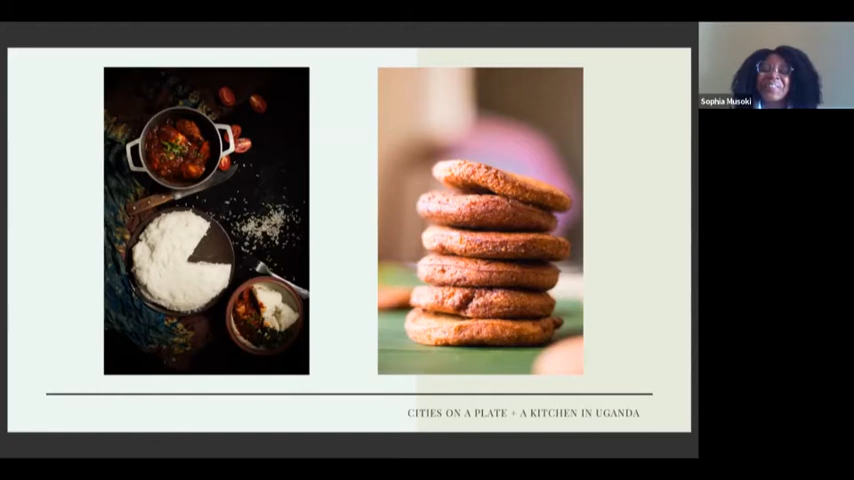 Sophia Musoki
CITIES ON A PLATE + A KITCHEN IN UGANDA